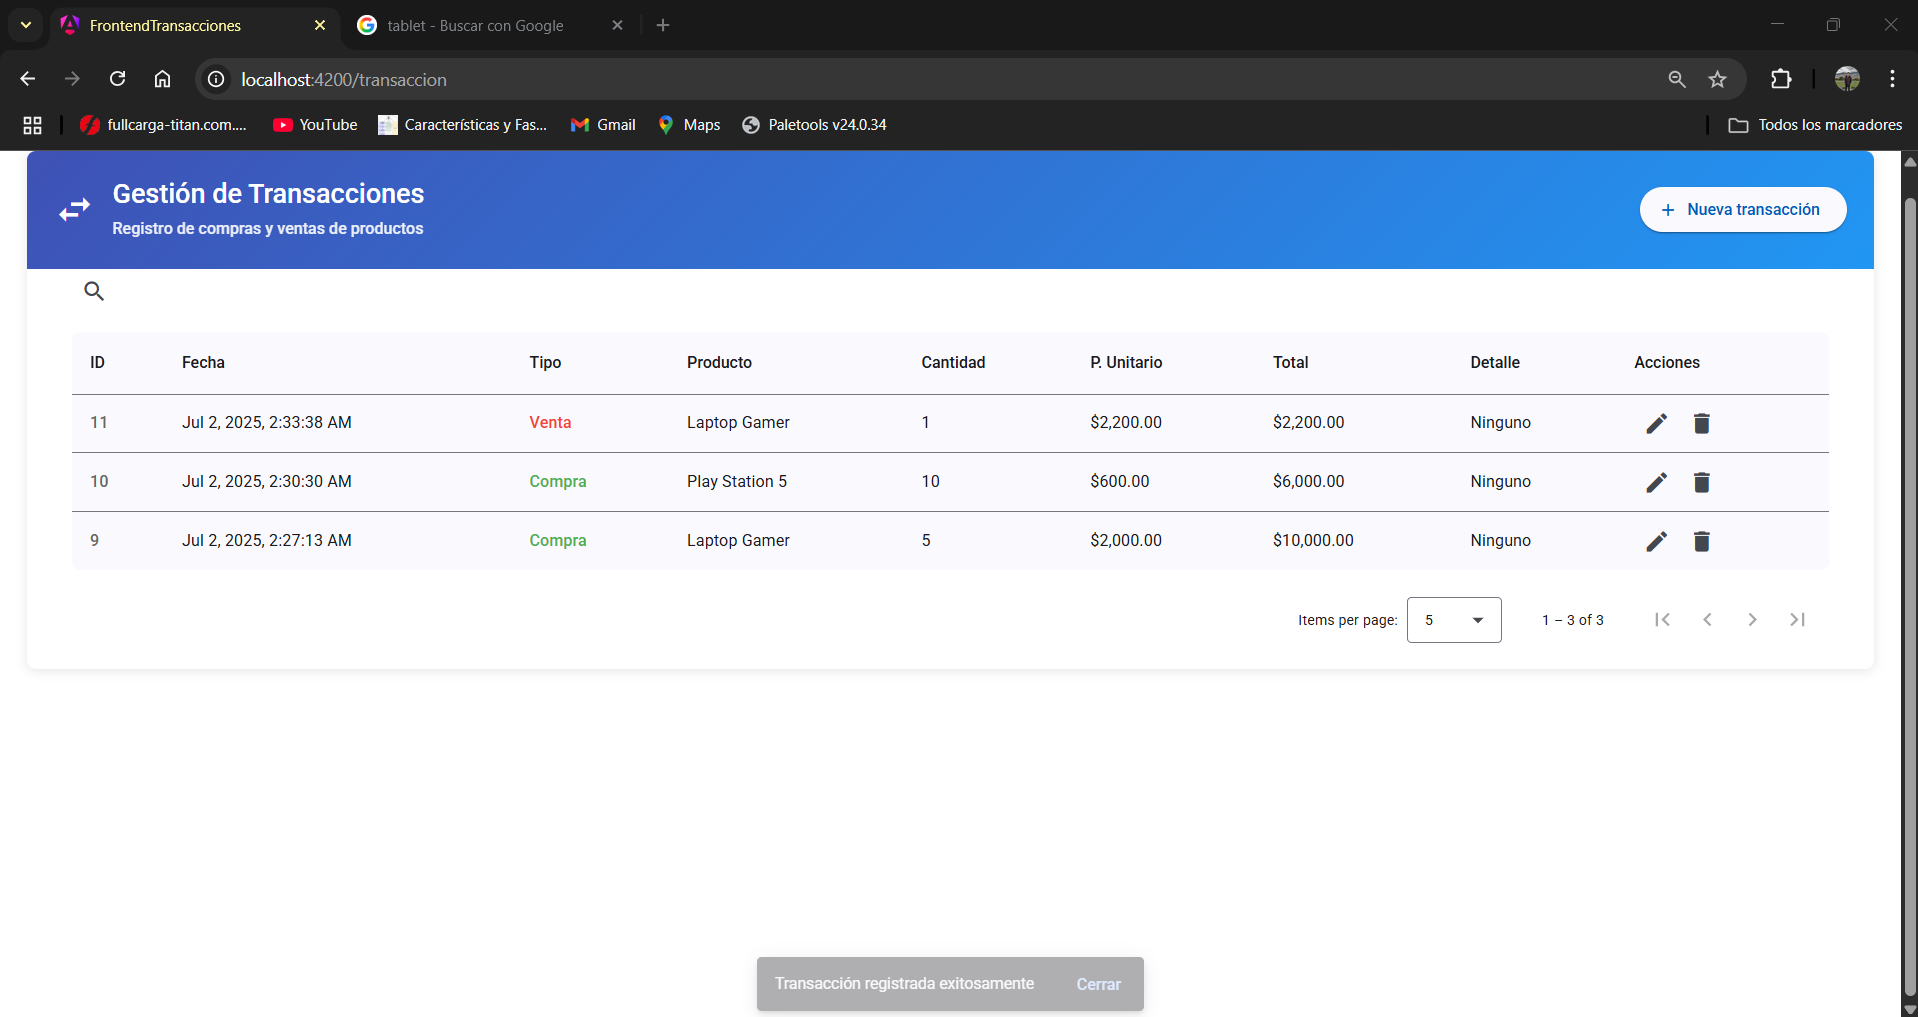 FrontendTransacciones
tablet - Buscar con Google
localhost:4200/transaccion
fullcarga-titan.com....
YouTube
Características y Fas...
Gmail
Maps
Paletools v24.0.34
Todos los marcadores
Gestión de Transacciones
Registro de compras y ventas de productos
+ Nueva transacción
ID Fecha Tipo Producto Cantidad P. Unitario Total Detalle Acciones
11 Jul 2, 2025, 2:33:38 AM Venta Laptop Gamer 1 $2,200.00 $2,200.00 Ninguno
10 Jul 2, 2025, 2:30:30 AM Compra Play Station 5 10 $600.00 $6,000.00 Ninguno
9 Jul 2, 2025, 2:27:13 AM Compra Laptop Gamer 5 $2,000.00 $10,000.00 Ninguno
Items per page: 5 1 – 3 of 3
Transacción registrada exitosamente Cerrar